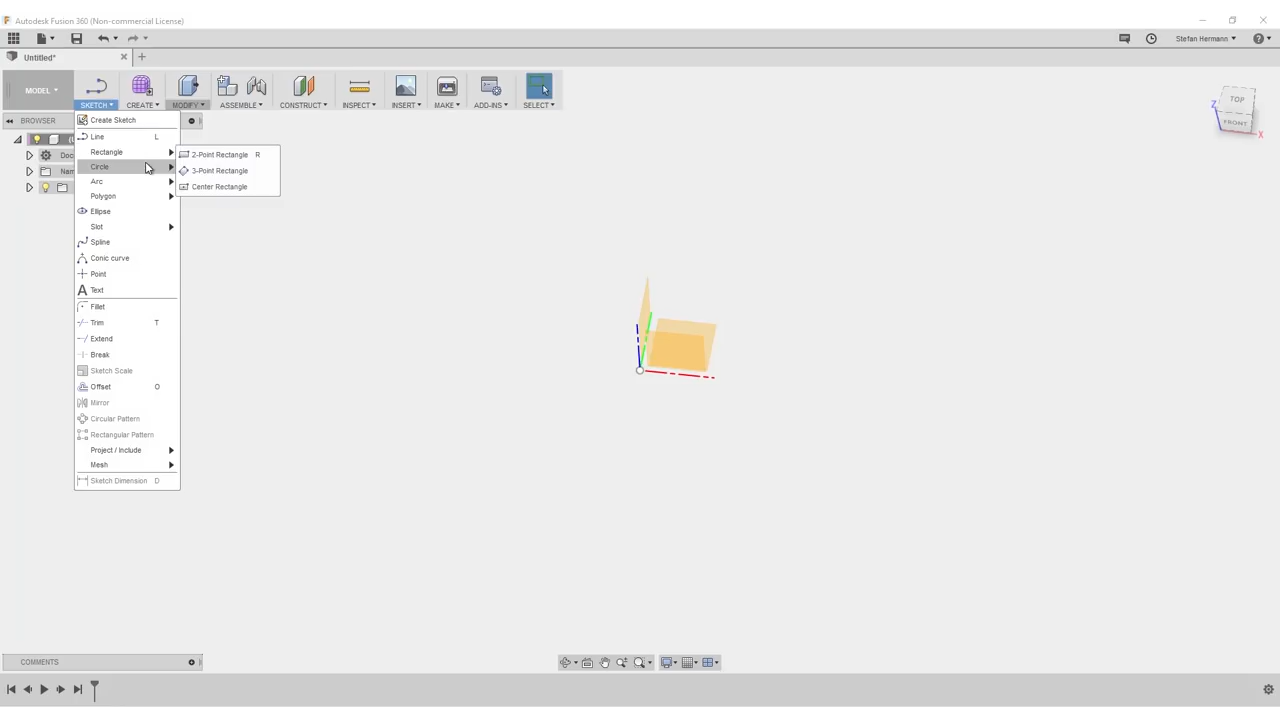 Autodesk Fusion 360 (Non-commercial License)
Stefan Hermann
Untitled*
MODEL
SKETCH
CREATE
MODIFY
ASSEMBLE
CONSTRUCT
INSPECT
INSERT
MAKE
ADD-INS
SELECT
BROWSER
Doc
Nam
Create Sketch
Line L
Rectangle
Circle
Arc
Polygon
Ellipse
Slot
Spline
Conic curve
Point
A Text
Fillet
Trim T
Extend
Break
Sketch Scale
Offset O
Mirror
Circular Pattern
Rectangular Pattern
Project / Include
Mesh
Sketch Dimension D
2-Point Rectangle R
3-Point Rectangle
Center Rectangle
TOP
Z
FRONT
X
COMMENTS